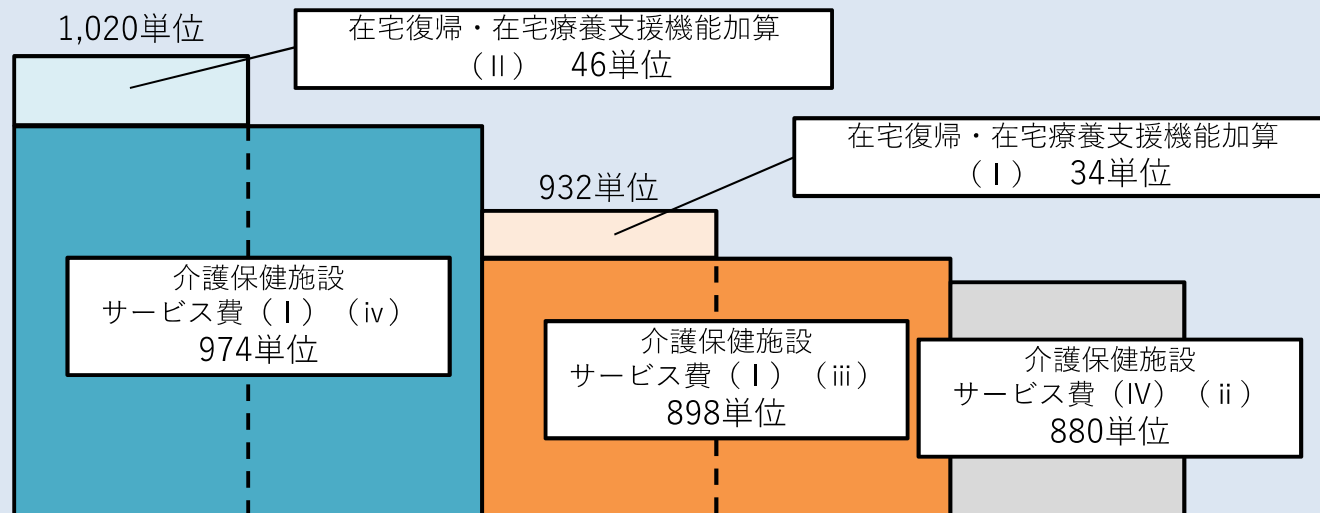 1,020単位
在宅復帰・在宅療養支援機能加算
（Ⅱ）　46単位
在宅復帰・在宅療養支援機能加算
（Ⅰ）　34単位
932単位
介護保健施設
サービス費（Ⅰ）（ⅳ）
974単位
介護保健施設
サービス費（Ⅰ）（ⅲ）
898単位
介護保健施設
サービス費（Ⅳ）（ⅱ）
880単位